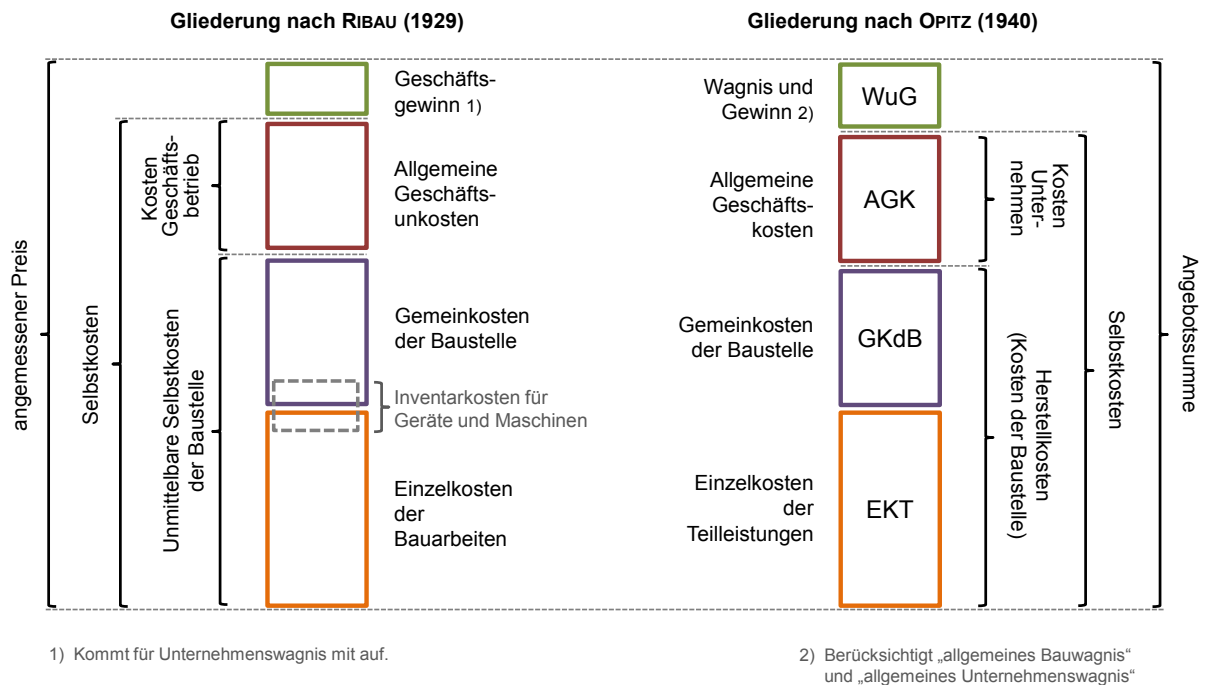 Gliederung nach RIBAU (1929)
angemessener Preis
Selbstkosten
Kosten
Geschäfts-
betrieb
Unmittelbare Selbstkosten
der Baustelle
Geschäfts-
gewinn 1)
Allgemeine
Geschäfts-
unkosten
Gemeinkosten
der Baustelle
Inventarkosten für
Geräte und Maschinen
Einzelkosten
der
Bauarbeiten
1) Kommt für Unternehmenswagnis mit auf.
Gliederung nach OPITZ (1940)
Wagnis und
Gewinn 2)
WuG
Allgemeine
Geschäfts-
kosten
AGK
Gemeinkosten
der Baustelle
GKdB
Einzelkosten
der
Teilleistungen
EKT
Kosten
Unter-
nehmen
Herstellkosten
(Kosten der Baustelle)
Selbstkosten
Angebotssumme
2) Berücksichtigt „allgemeines Bauwagnis“
und „allgemeines Unternehmenswagnis“